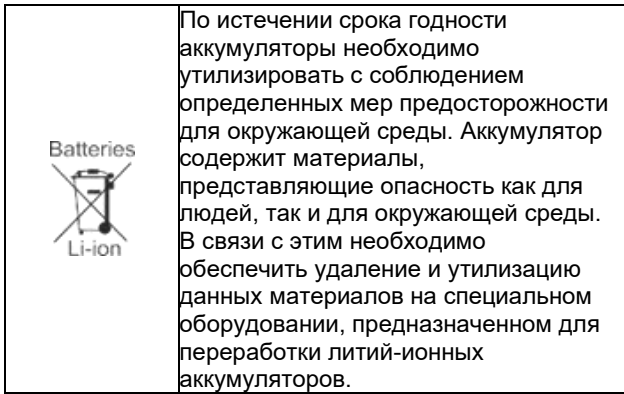 Batteries
Li-ion
По истечении срока годности
аккумуляторы необходимо
утилизировать с соблюдением
определенных мер предосторожности
для окружающей среды. Аккумулятор
содержит материалы,
представляющие опасность как для
людей, так и для окружающей среды.
В связи с этим необходимо
обеспечить удаление и утилизацию
данных материалов на специальном
оборудовании, предназначенном для
переработки литий-ионных
аккумуляторов.